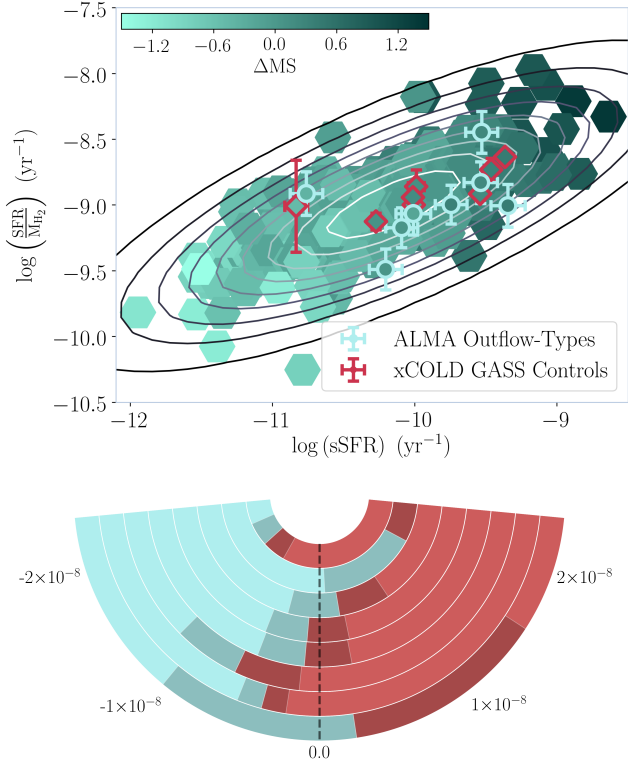 −7.5
−1.2 −0.6 0.0 0.6 1.2
ΔMS
−8.0
−8.5
−9.0
−9.5
−10.0
−10.5
log (SFR/M_H₂) (yr⁻¹)
ALMA Outflow-Types
xCOLD GASS Controls
−12 −11 −10 −9
log (sSFR) (yr⁻¹)
-2×10⁻⁸ 2×10⁻⁸
-1×10⁻⁸ 1×10⁻⁸
0.0